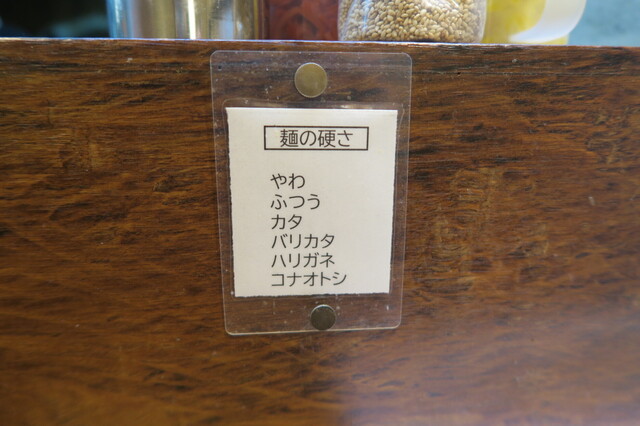 麺の硬さ
やわ
ふつう
カタ
バリカタ
ハリガネ
コナオトシ